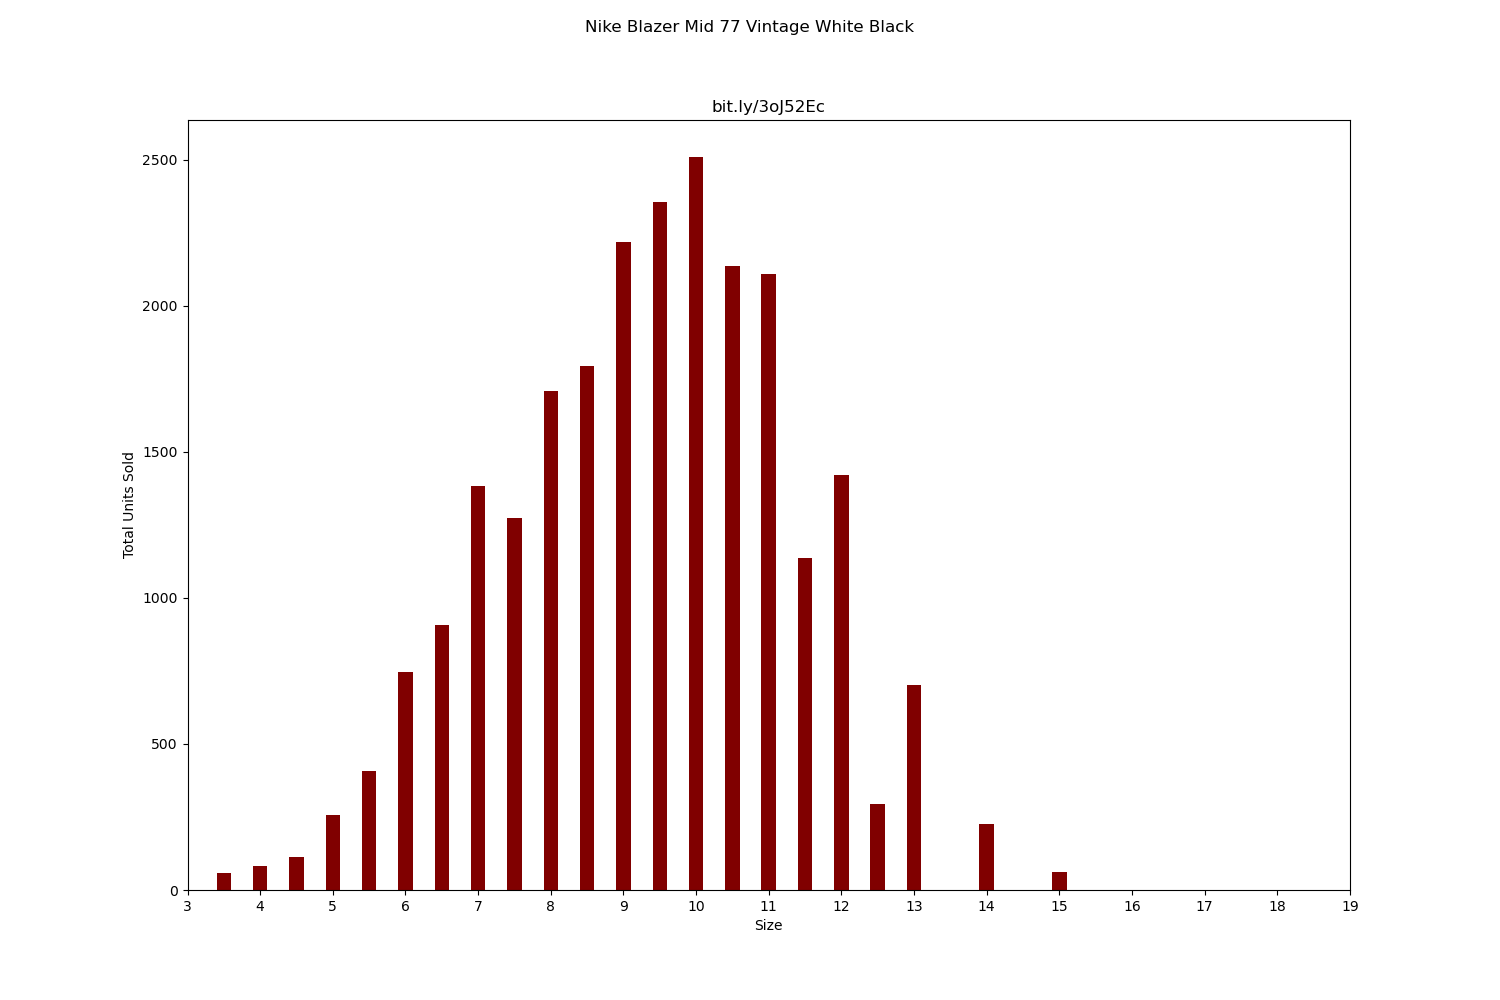 Nike Blazer Mid 77 Vintage White Black
bit.ly/3oJ52Ec
Total Units Sold
2500
2000
1500
1000
500
0
3 4 5 6 7 8 9 10 11 12 13 14 15 16 17 18 19
Size